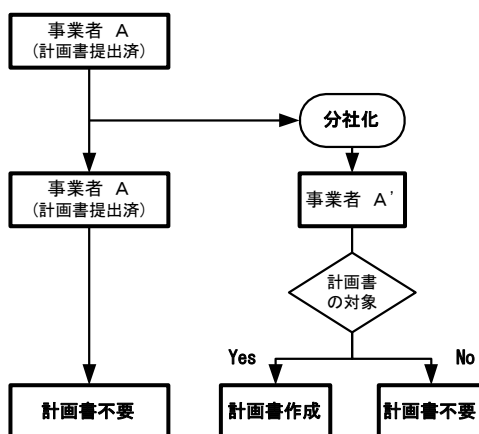 事業者 A
(計画書提出済)
分社化
事業者 A
(計画書提出済)
事業者 A'
計画書
の対象
Yes
No
計画書不要
計画書作成
計画書不要